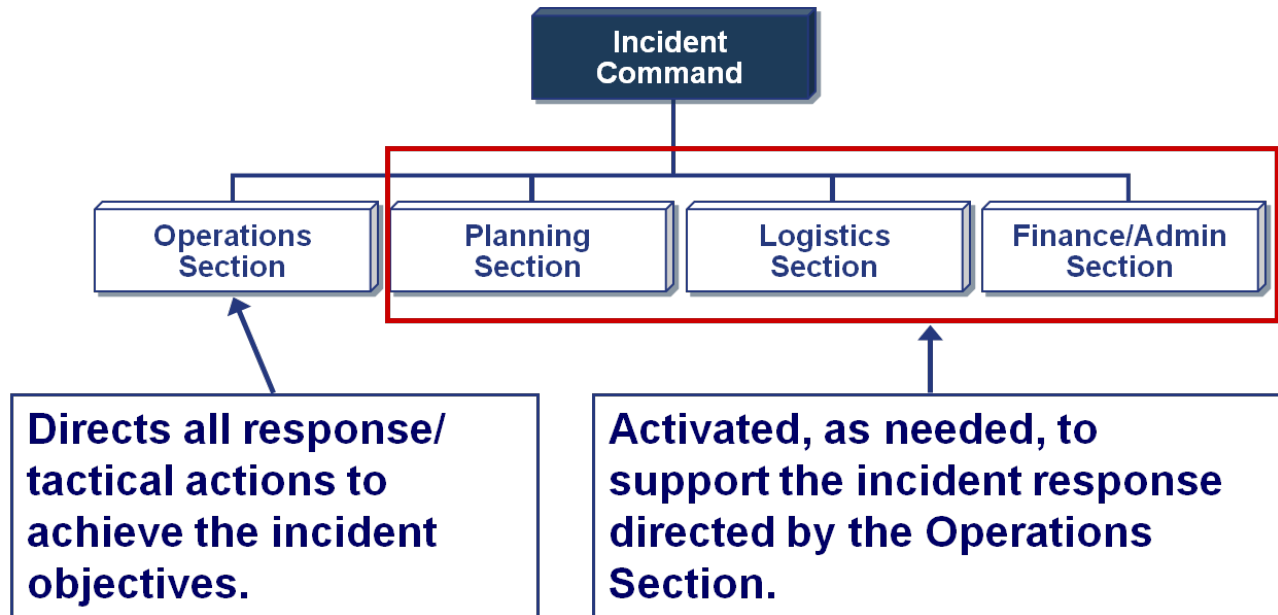 Incident
Command
Operations
Section
Planning
Section
Logistics
Section
Finance/Admin
Section
Directs all response/
tactical actions to
achieve the incident
objectives.
Activated, as needed, to
support the incident response
directed by the Operations
Section.